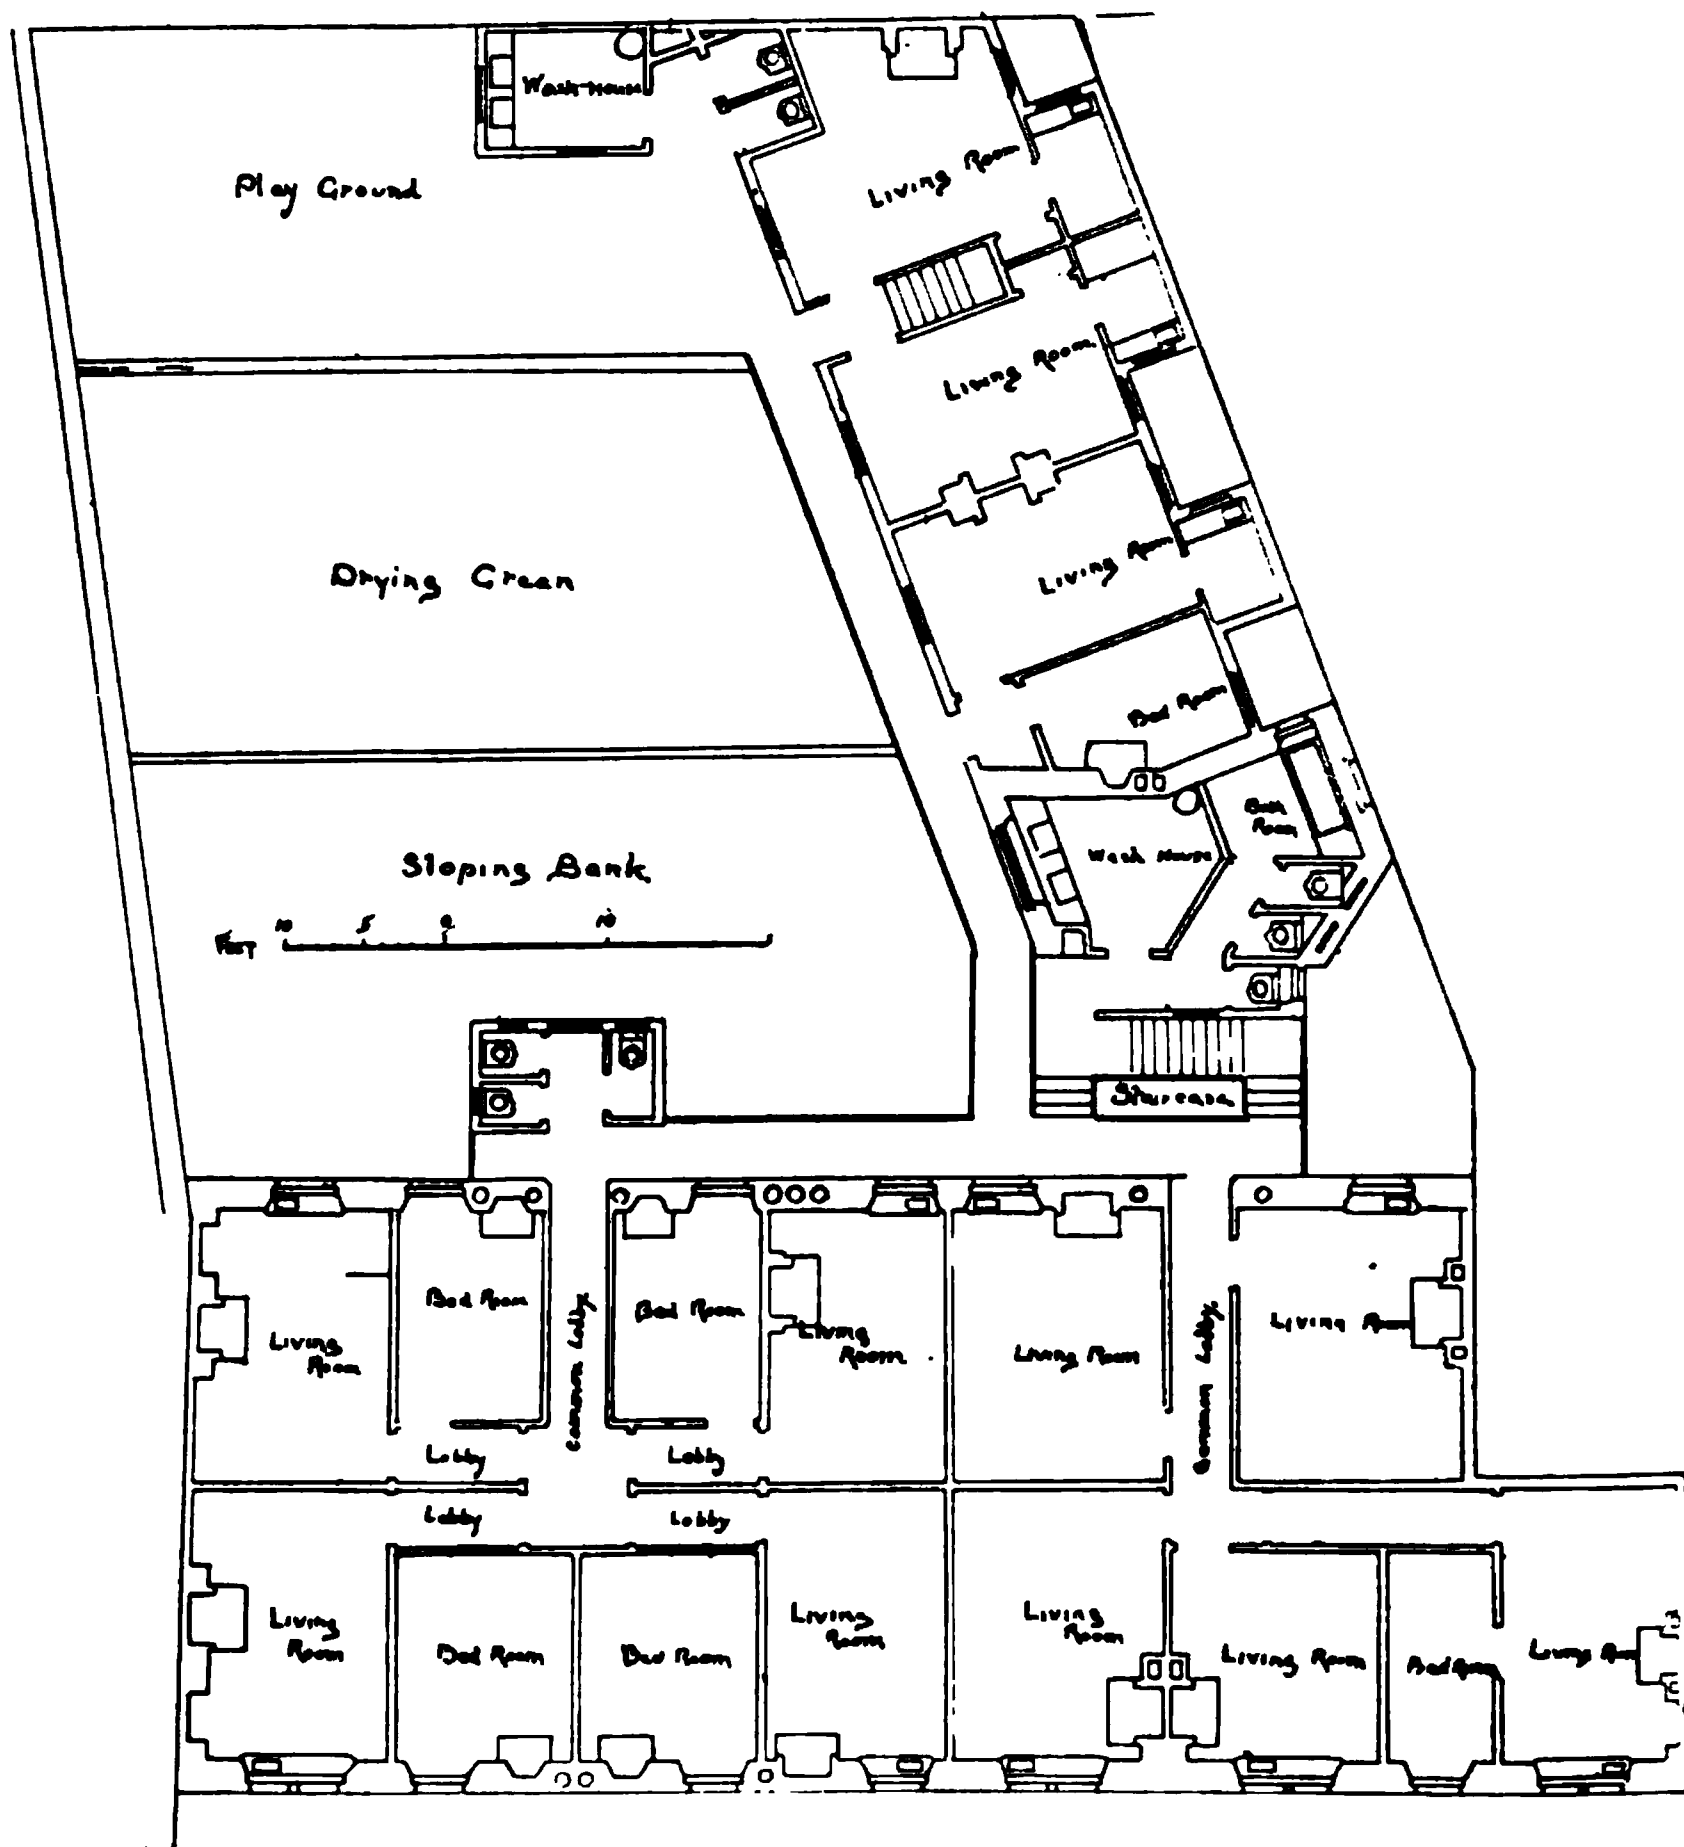 Wash-House
Play Ground
Living Room
Living Room
Drying Green
Living Room
Bed Room
Bath
Room
Wash House
Sloping Bank
FEET 10 5 0 10
Staircase
Bed Room
Common Lobby
Bed Room
Living
Room
Living
Room
Living Room
Common Lobby
Living Room
Lobby
Lobby
Lobby
Lobby
Living
Room
Bed Room
Bed Room
Living
Room
Living
Room
Living Room
Bed Room
Living Room